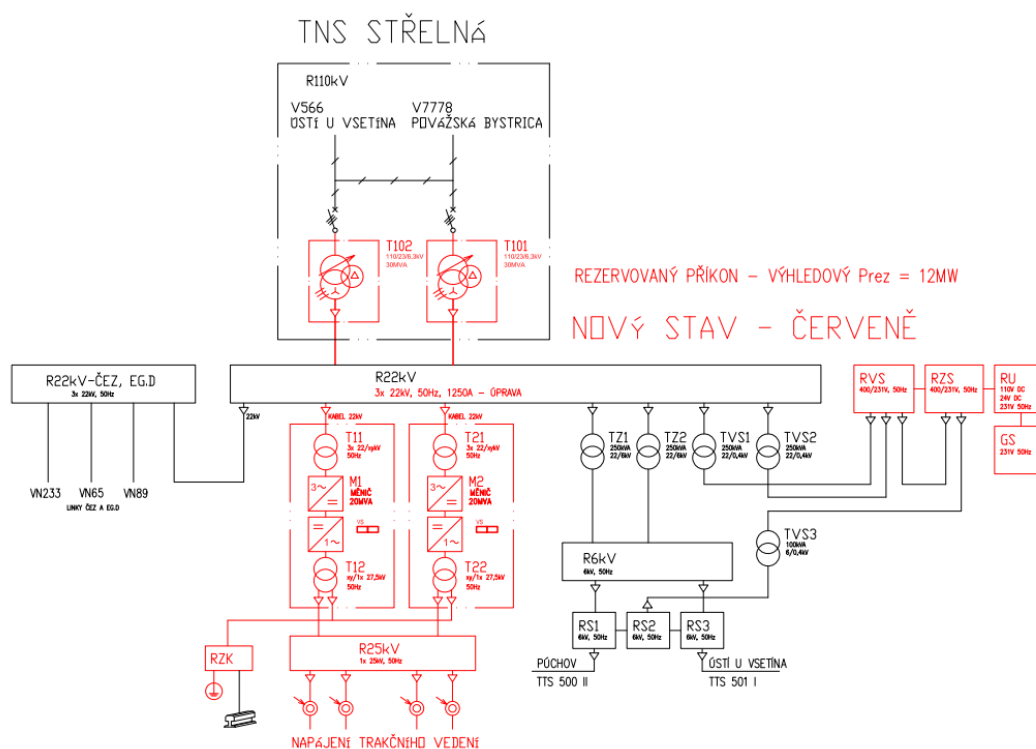 TNS STŘELNÁ
R110kV
V566
ÚSTÍ U VSETÍNA
V7778
POVÁŽSKÁ BYSTRICA
T102
110/23/6,3kV
30MVA
T101
110/23/6,3kV
30MVA
REZERVOVANÝ PŘÍKON – VÝHLEDOVÝ Prez = 12MW
NOVÝ STAV – ČERVENĚ
R22kV–ČEZ, EG.D
3x 22kV, 50Hz
R22kV
3x 22kV, 50Hz, 1250A – ÚPRAVA
RVS
400/231V, 50Hz
RZS
400/231V, 50Hz
RU
110V DC
24V DC
231V 50Hz
GS
231V 50Hz
22kV
KABEL 22kV
KABEL 22kV
T11
3x 22/xykV
50Hz
T21
3x 22/xykV
50Hz
TZ1
250kVA
22/6kV
TZ2
250kVA
22/6kV
TVS1
250kVA
22/0,4kV
TVS2
250kVA
22/0,4kV
VN233
VN65
VN89
LINKY ČEZ A EG.D
3~
M1
MĚNIČ
20MVA
3~
M2
MĚNIČ
20MVA
1~
VS
1~
VS
TVS3
100kVA
6/0,4kV
T12
xy/1x 27,5kV
50Hz
T22
xy/1x 27,5kV
50Hz
R6kV
6kV, 50Hz
RS1
6kV, 50Hz
RS2
6kV, 50Hz
RS3
6kV, 50Hz
RZK
R25kV
1x 25kV, 50Hz
PÚCHOV
TTS 500 II
ÚSTÍ U VSETÍNA
TTS 501 I
NAPÁJENÍ TRAKČNÍHO VEDENÍ